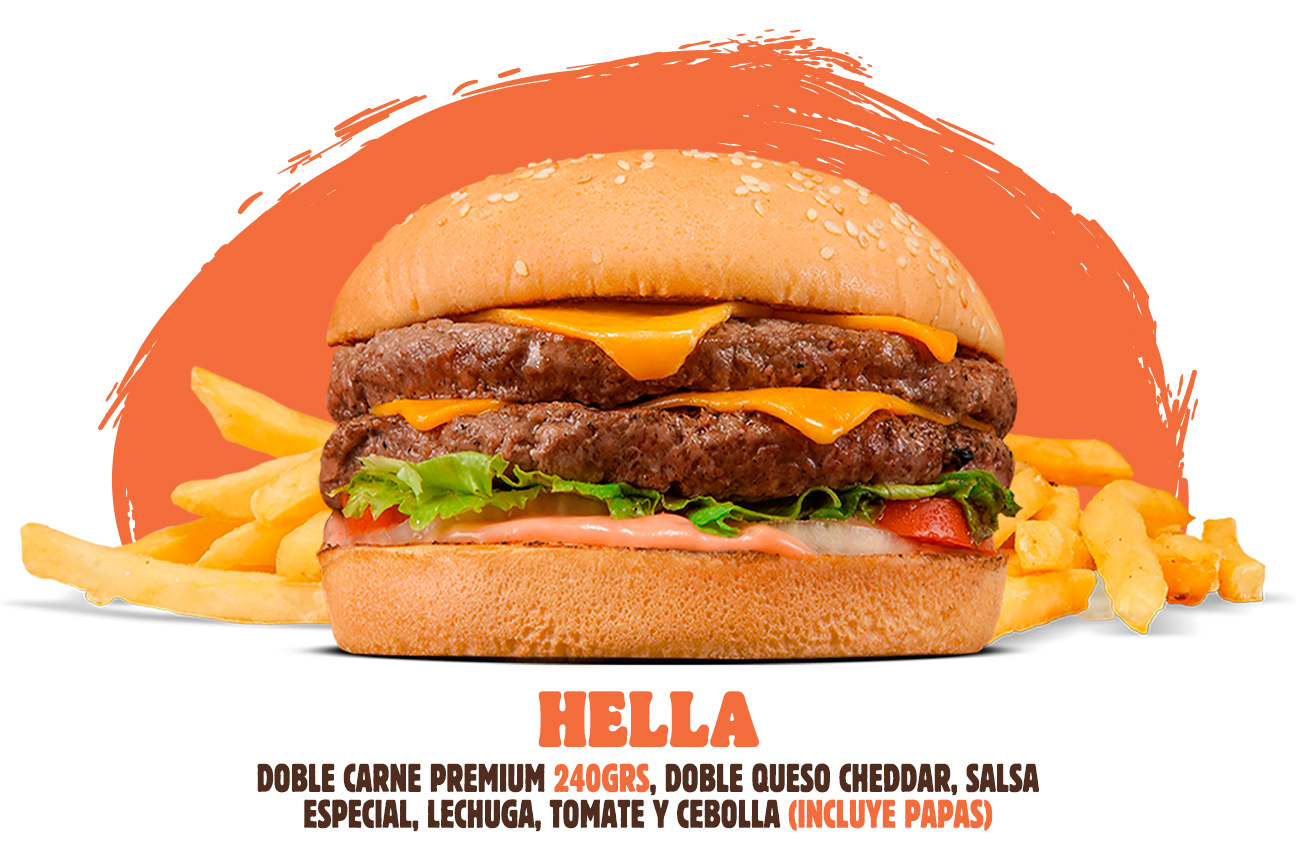 HELLA
DOBLE CARNE PREMIUM 240GRS, DOBLE QUESO CHEDDAR, SALSA
ESPECIAL, LECHUGA, TOMATE Y CEBOLLA (INCLUYE PAPAS)